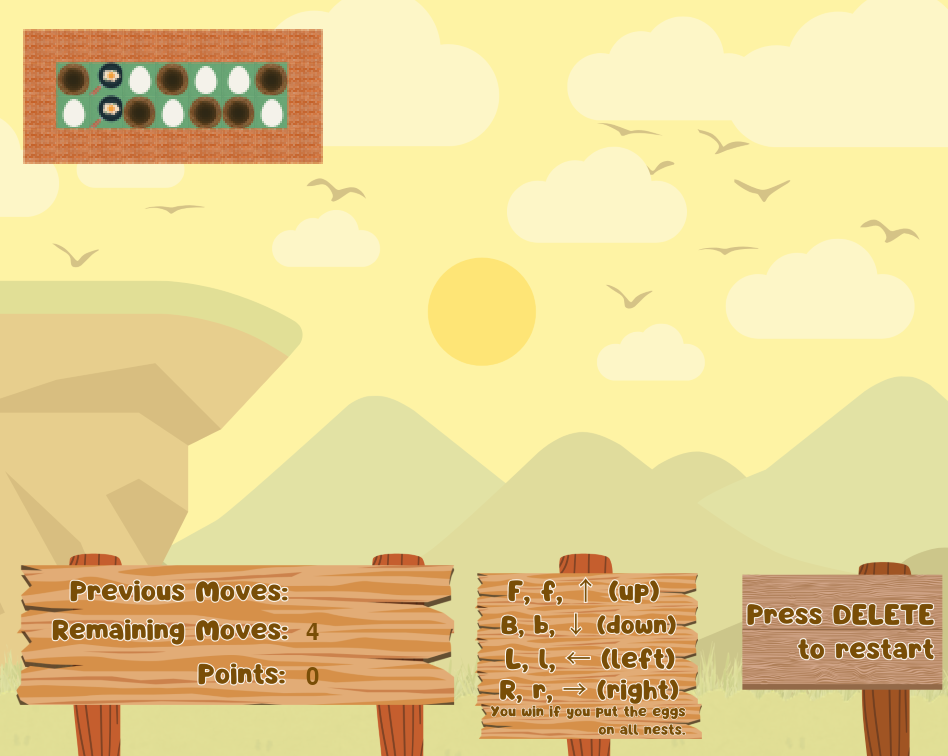 Previous Moves:
Remaining Moves: 4
Points: 0
F, f, ↑ (up)
B, b, ↓ (down)
L, l, ← (left)
R, r, → (right)
You win if you put the eggs
on all nests.
Press DELETE
to restart